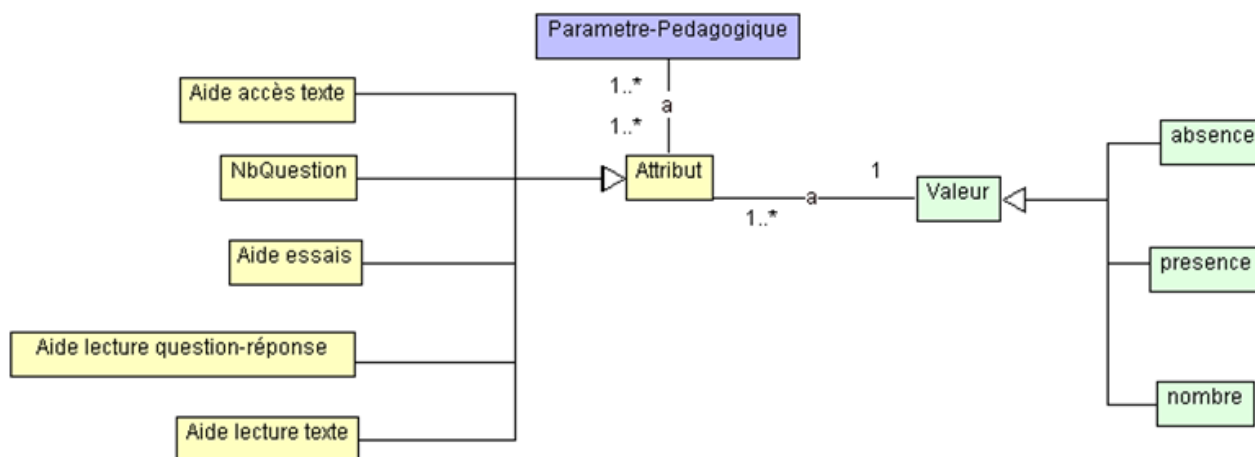 Parametre-Pedagogique
1..*
a
1..*
Aide accès texte
NbQuestion
Aide essais
Aide lecture question-réponse
Aide lecture texte
Attribut
1..*
a
1
Valeur
absence
presence
nombre